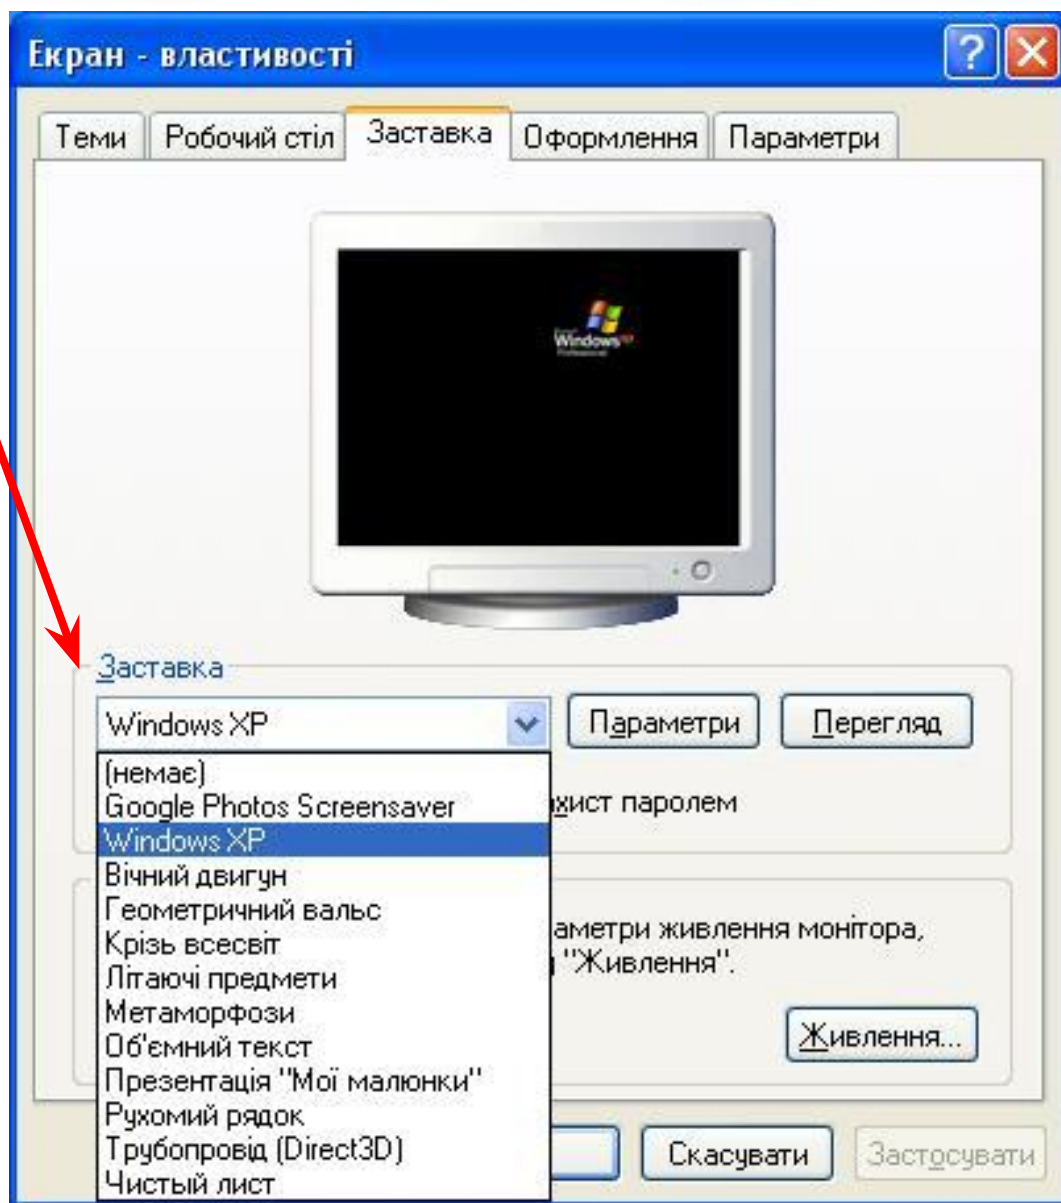 Екран - властивості
Теми Робочий стіл Заставка Оформлення Параметри
Windows XP
Заставка
Windows XP Параметри Перегляд
(немає)
Google Photos Screensaver
хист паролем
Windows XP
Вічний двигун
Геометричний вальс
аметри живлення монітора,
Крізь всесвіт
"Живлення".
Літаючі предмети
Метаморфози
Об'ємний текст
Живлення...
Презентація "Мої малюнки"
Рухомий рядок
Трубопровід (Direct3D)
Скасувати Застосувати
Чистый лист